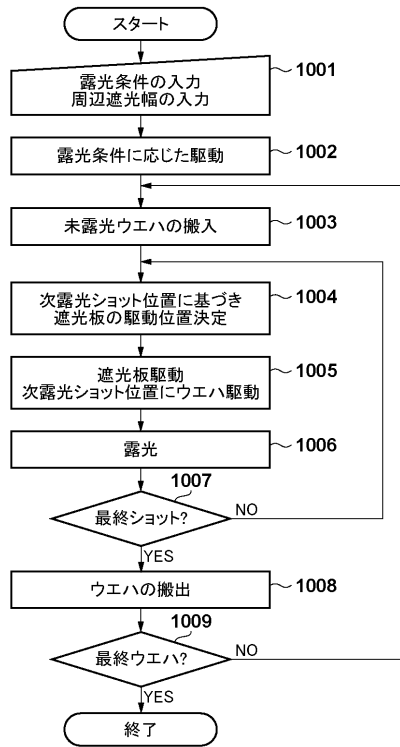 スタート
露光条件の入力
周辺遮光幅の入力
1001
露光条件に応じた駆動
1002
未露光ウエハの搬入
1003
次露光ショット位置に基づき
遮光板の駆動位置決定
1004
遮光板駆動
次露光ショット位置にウエハ駆動
1005
露光
1006
1007
最終ショット?
NO
YES
ウエハの搬出
1008
1009
最終ウエハ?
NO
YES
終了